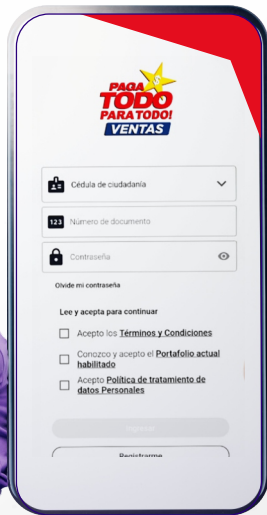 PAGA
TODO
PARA TODO!
VENTAS
Cédula de ciudadanía
123 Número de documento
Contraseña
Olvide mi contraseña
Lee y acepta para continuar
Acepto los Términos y Condiciones
Conozco y acepto el Portafolio actual
habilitado
Acepto Política de tratamiento de
datos Personales
Ingresar
Registrarme